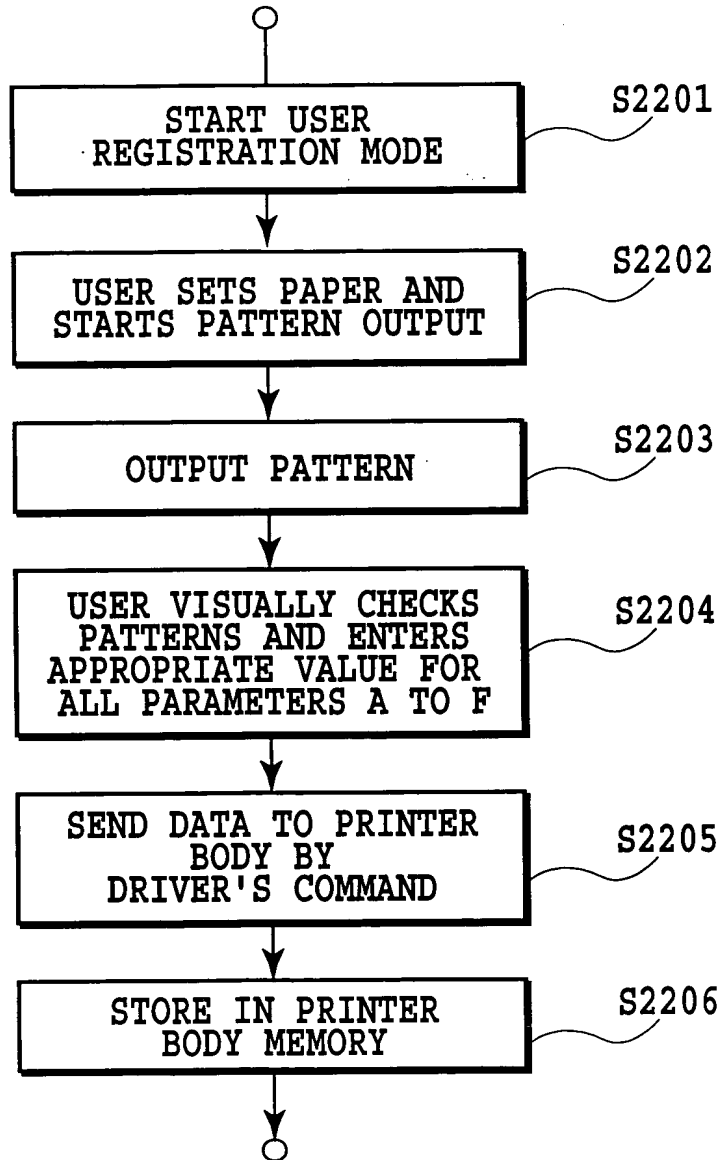 START USER
REGISTRATION MODE
S2201
USER SETS PAPER AND
STARTS PATTERN OUTPUT
S2202
OUTPUT PATTERN
S2203
USER VISUALLY CHECKS
PATTERNS AND ENTERS
APPROPRIATE VALUE FOR
ALL PARAMETERS A TO F
S2204
SEND DATA TO PRINTER
BODY BY
DRIVER'S COMMAND
S2205
STORE IN PRINTER
BODY MEMORY
S2206